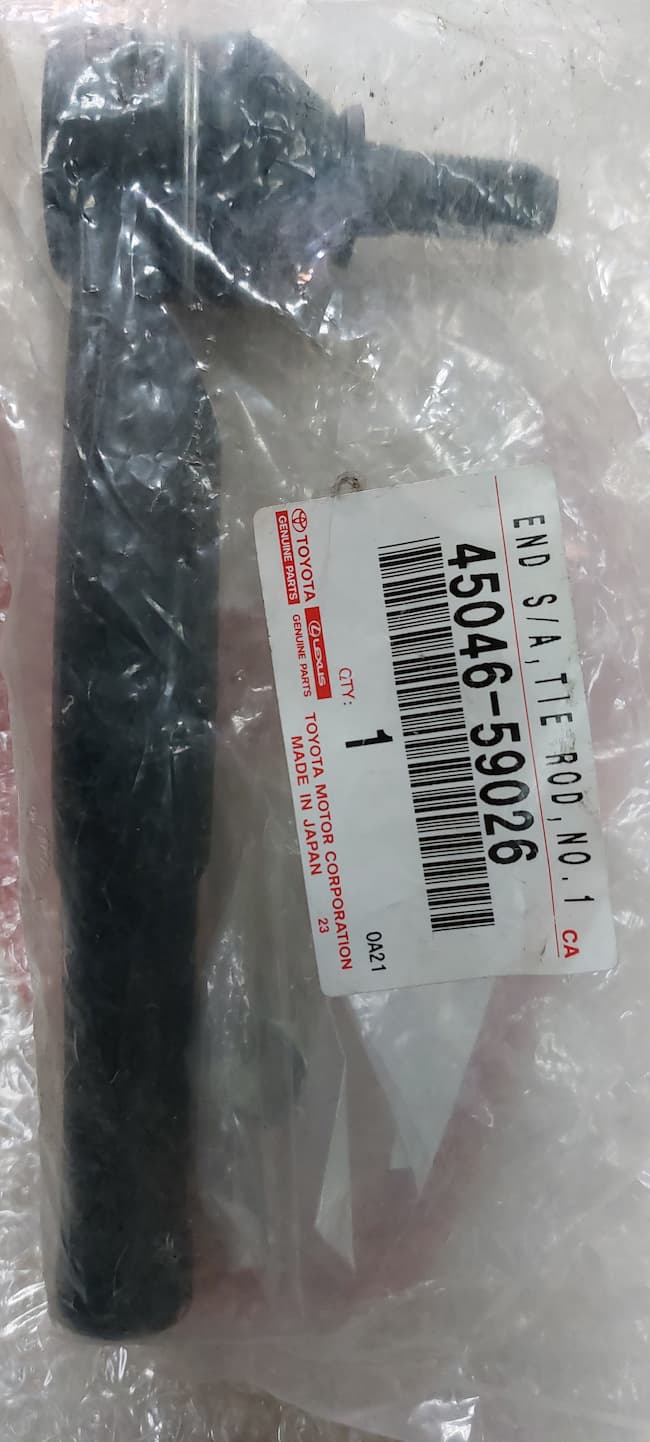 END S/A, TIE ROD, NO. 1
CA
45046-59026
QTY:
1
0A21
TOYOTA
GENUINE PARTS
LEXUS
GENUINE PARTS
TOYOTA MOTOR CORPORATION
MADE IN JAPAN
23